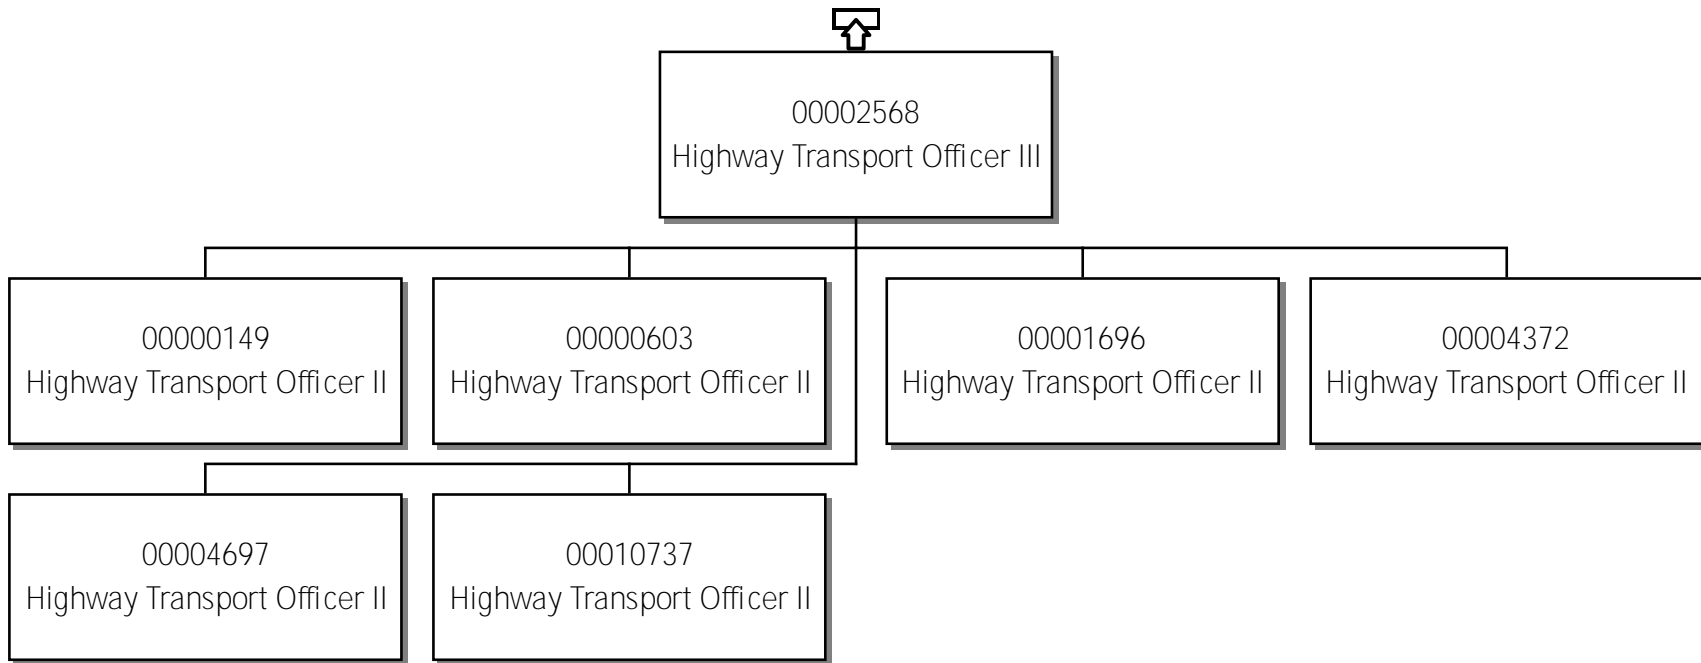 00002568
Highway Transport Officer III
00000149
Highway Transport Officer II
00000603
Highway Transport Officer II
00001696
Highway Transport Officer II
00004372
Highway Transport Officer II
00004697
Highway Transport Officer II
00010737
Highway Transport Officer II